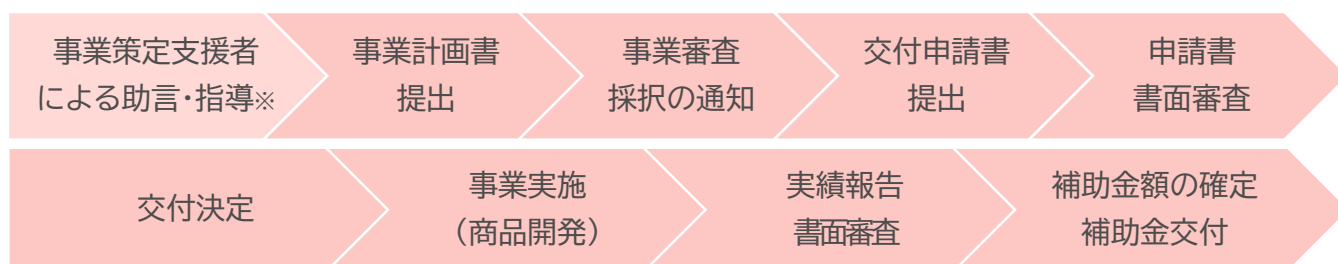 事業策定支援者
による助言・指導※
事業計画書
提出
事業審査
採択の通知
交付申請書
提出
申請書
書面審査
交付決定
事業実施
（商品開発）
実績報告
書面審査
補助金額の確定
補助金交付